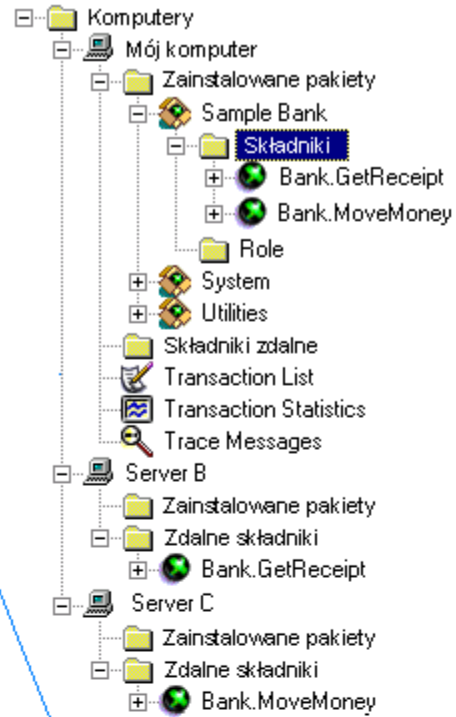 Komputery
Mój komputer
Zainstalowane pakiety
Sample Bank
Składniki
Bank.GetReceipt
Bank.MoveMoney
Role
System
Utilities
Składniki zdalne
Transaction List
Transaction Statistics
Trace Messages
Server B
Zainstalowane pakiety
Zdalne składniki
Bank.GetReceipt
Server C
Zainstalowane pakiety
Zdalne składniki
Bank.MoveMoney